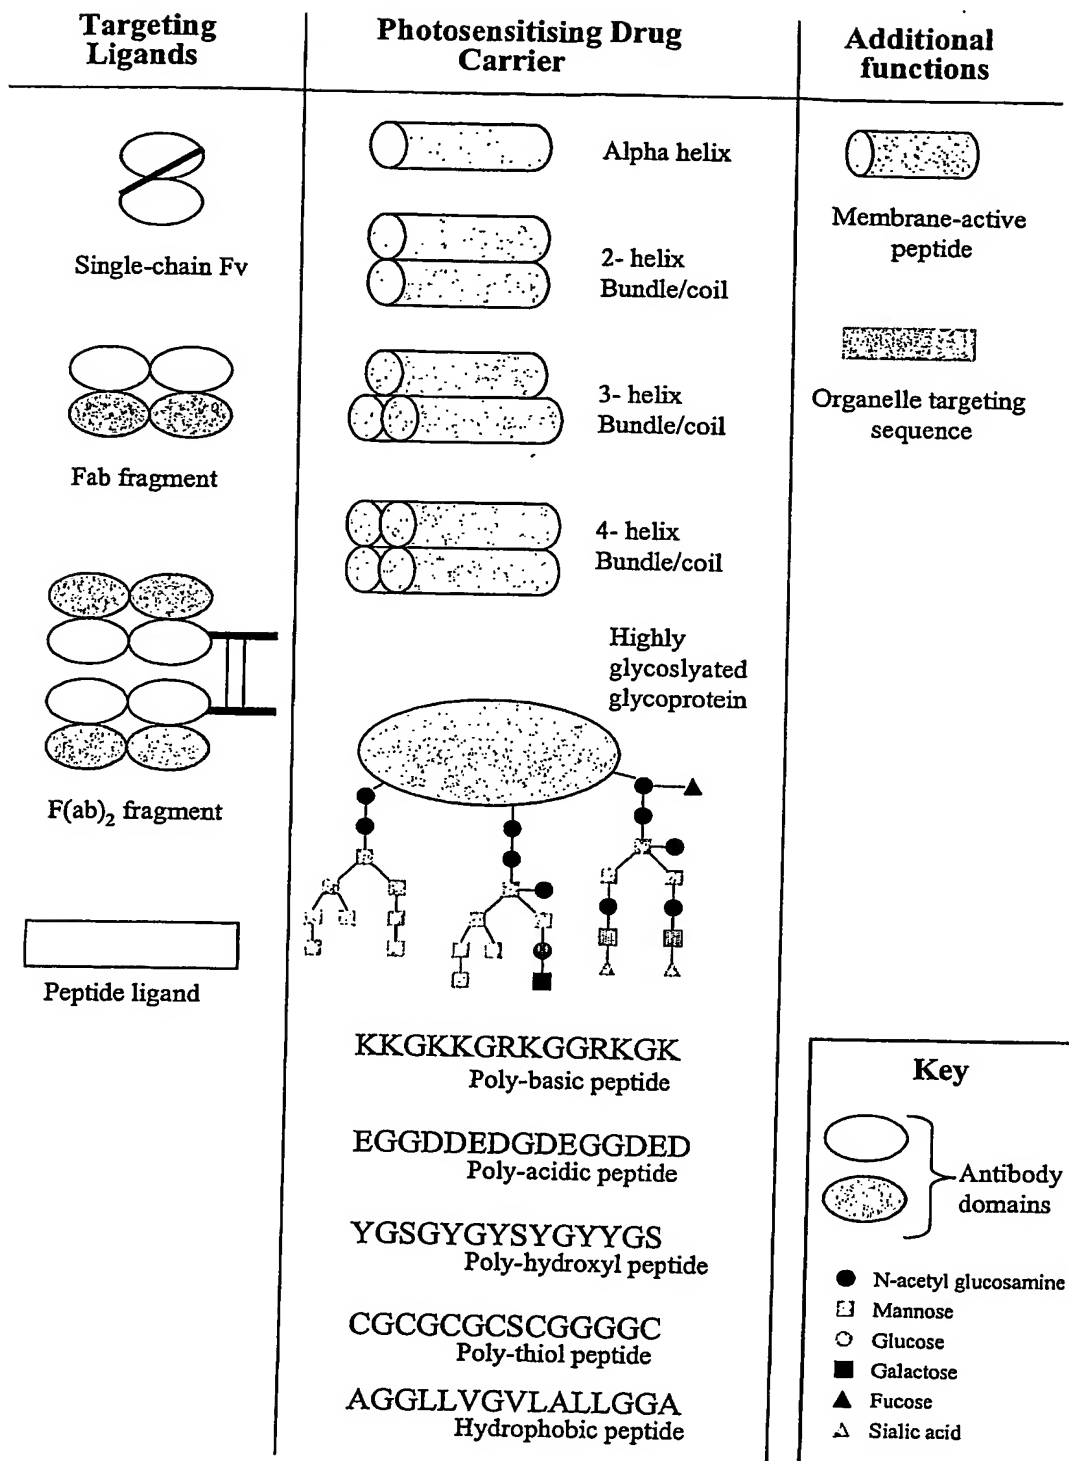 Targeting
Ligands
Single-chain Fv
Fab fragment
F(ab)₂ fragment
Peptide ligand
Photosensitising Drug
Carrier
Alpha helix
2- helix
Bundle/coil
3- helix
Bundle/coil
4- helix
Bundle/coil
Highly
glycoslyated
glycoprotein
KKGKKGRKGGRKGK
Poly-basic peptide
EGGDDEDGDEGGDED
Poly-acidic peptide
YGSGYGYSYGYYGS
Poly-hydroxyl peptide
CGCGCGCSCGGGGC
Poly-thiol peptide
AGGLLVGVLALLGGA
Hydrophobic peptide
Additional
functions
Membrane-active
peptide
Organelle targeting
sequence
Key
Antibody
domains
N-acetyl glucosamine
Mannose
Glucose
Galactose
Fucose
Sialic acid